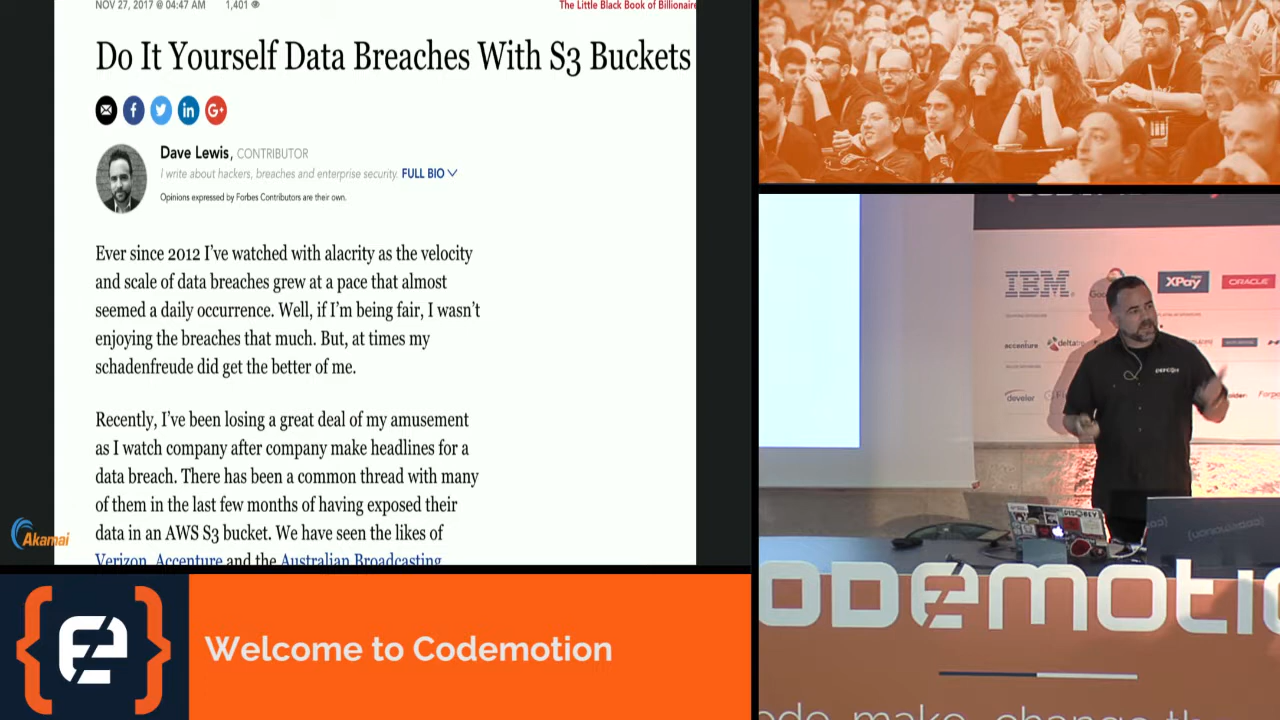 NOV 27, 2017 @ 04:47 AM 1,401
The Little Black Book of Billionaire
Do It Yourself Data Breaches With S3 Buckets
Dave Lewis, CONTRIBUTOR
I write about hackers, breaches and enterprise security. FULL BIO
Opinions expressed by Forbes Contributors are their own.
Ever since 2012 I've watched with alacrity as the velocity
and scale of data breaches grew at a pace that almost
seemed a daily occurrence. Well, if I'm being fair, I wasn't
enjoying the breaches that much. But, at times my
schadenfreude did get the better of me.
Recently, I've been losing a great deal of my amusement
as I watch company after company make headlines for a
data breach. There has been a common thread with many
of them in the last few months of having exposed their
data in an AWS S3 bucket. We have seen the likes of
Verizon, Accenture and the Australian Broadcasting
Akamai
Welcome to Codemotion
IBM
XPay
ORACLE
accenture
develer
DEFCON
DISOBEY
codemotio
ode make change th